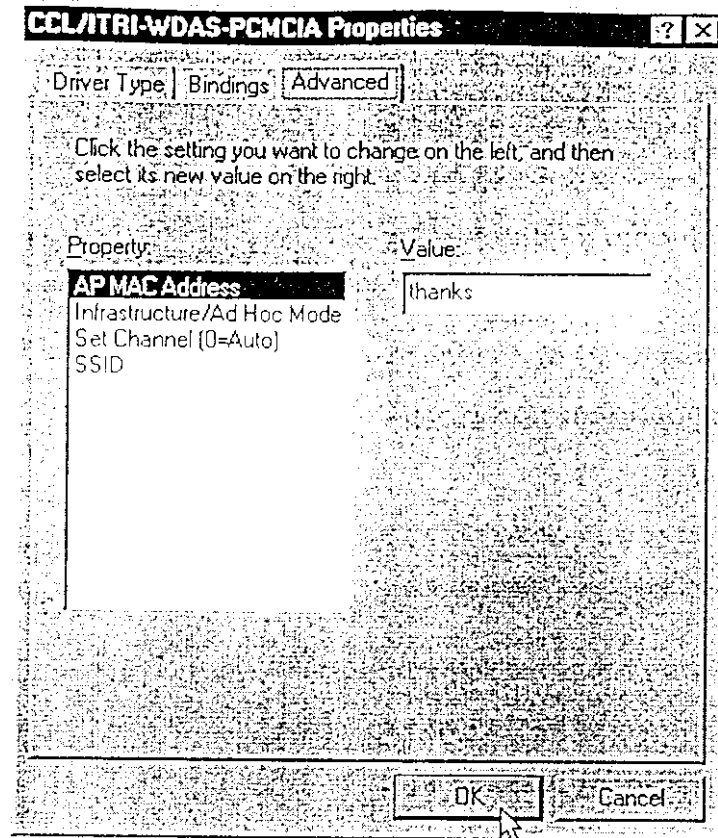 CCL/ITRI-WDAS-PCMCIA Properties ? ×
Driver Type Bindings Advanced
Click the setting you want to change on the left, and then
select its new value on the right.
Property: Value:
AP MAC Address thanks
Infrastructure/Ad Hoc Mode
Set Channel (0=Auto)
SSID
OK Cancel